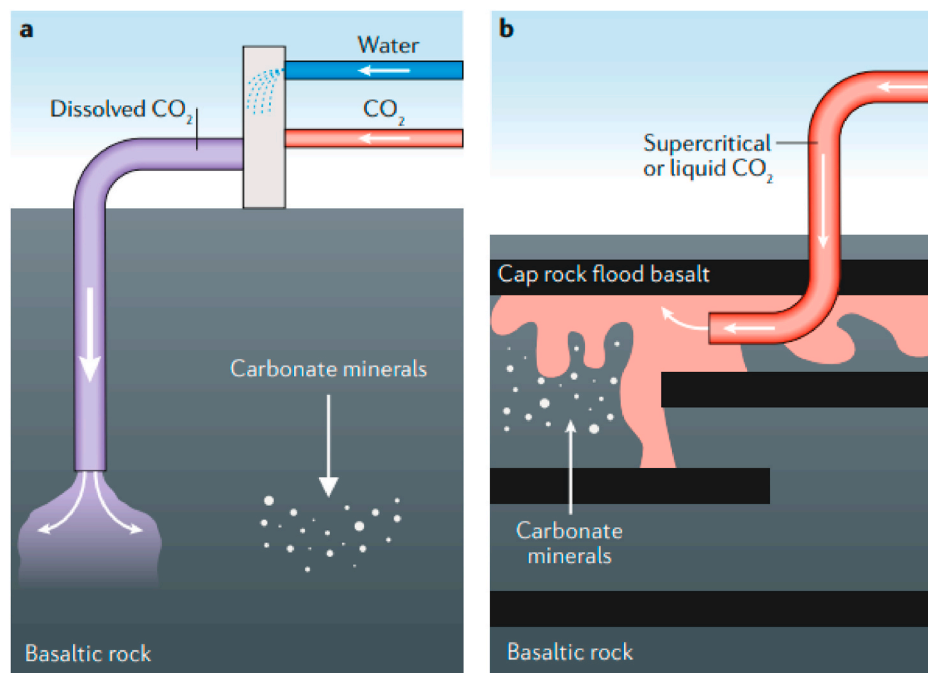 a
Water
Dissolved CO₂
CO₂
Carbonate minerals
Basaltic rock
b
Supercritical
or liquid CO₂
Cap rock flood basalt
Carbonate
minerals
Basaltic rock